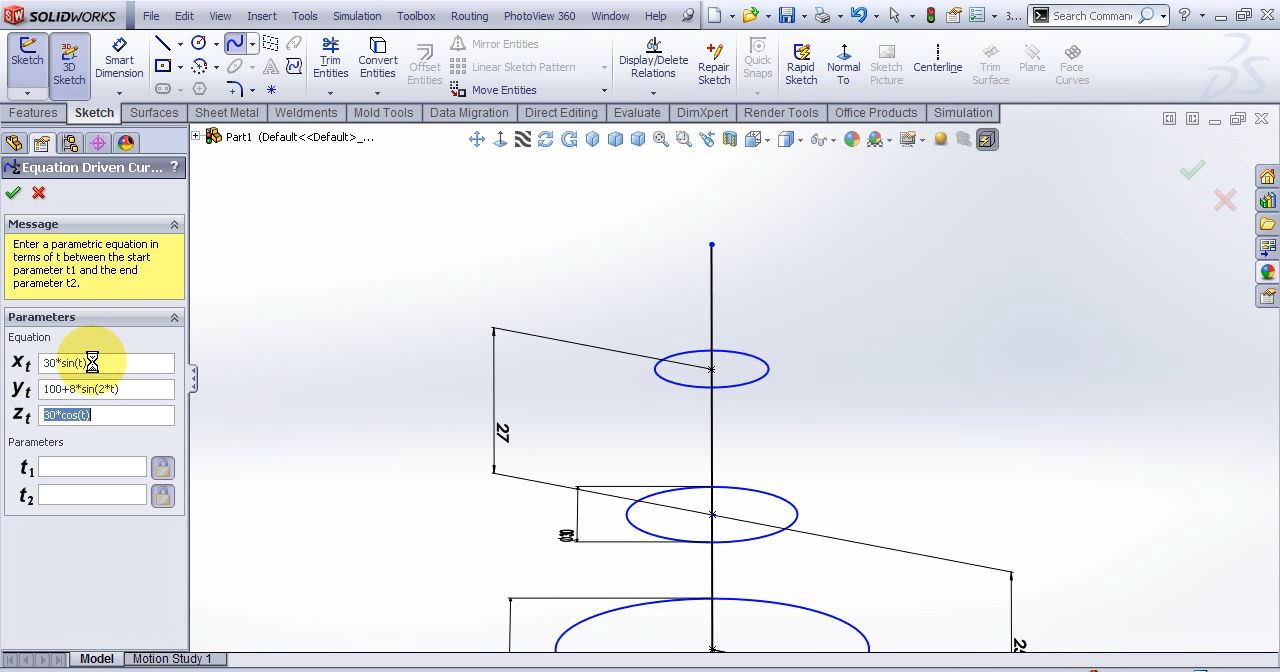 SOLIDWORKS File Edit View Insert Tools Simulation Toolbox Routing PhotoView 360 Window Help 3... Search Comman
Sketch 3D Sketch Smart Dimension Trim Entities Convert Entities Offset Entities Mirror Entities Linear Sketch Pattern Move Entities Display/Delete Relations Repair Sketch Quick Snaps Rapid Sketch Normal To Sketch Picture Centerline Trim Surface Plane Face Curves
Features Sketch Surfaces Sheet Metal Weldments Mold Tools Data Migration Direct Editing Evaluate DimXpert Render Tools Office Products Simulation
Part1 (Default<<Default>_...
Equation Driven Cur... ?
Message
Enter a parametric equation in
terms of t between the start
parameter t1 and the end
parameter t2.
Parameters
Equation
Xt 30*sin(t)
yt 100+8*sin(2*t)
Zt 30*cos(t)
Parameters
t1
t2
27
Model Motion Study 1